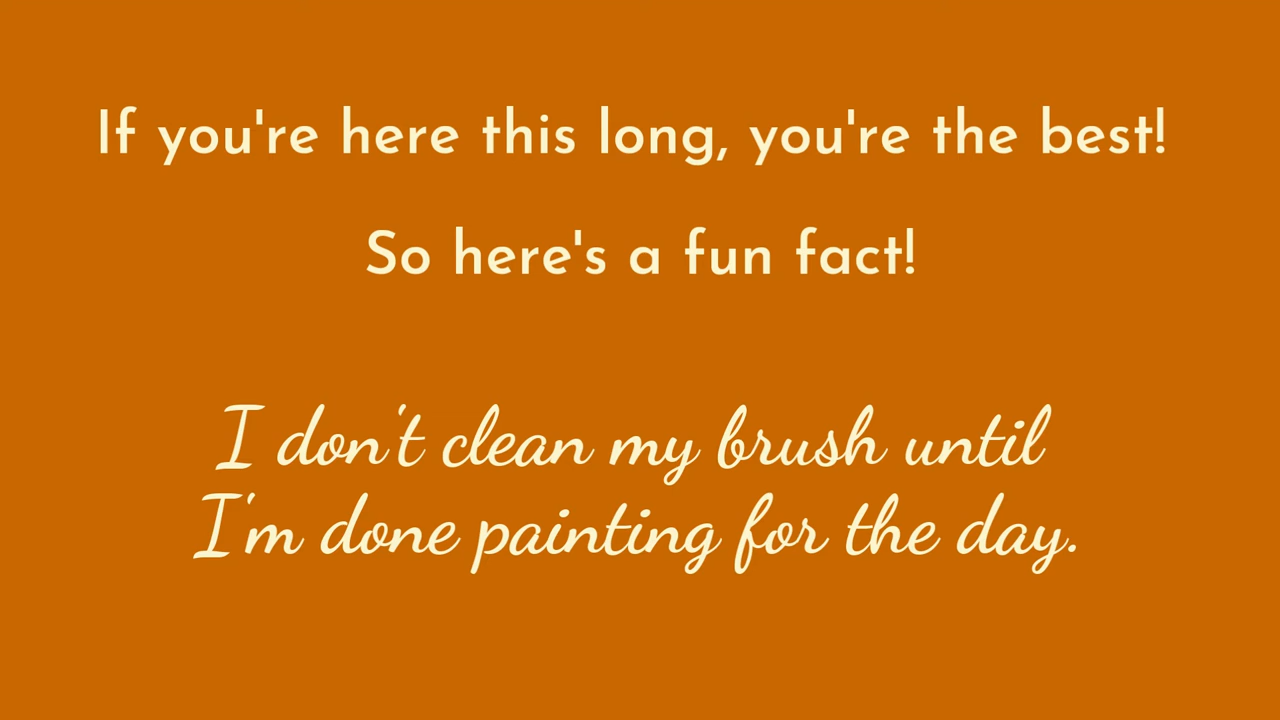 If you're here this long, you're the best!
So here's a fun fact!
I don't clean my brush until
I'm done painting for the day.